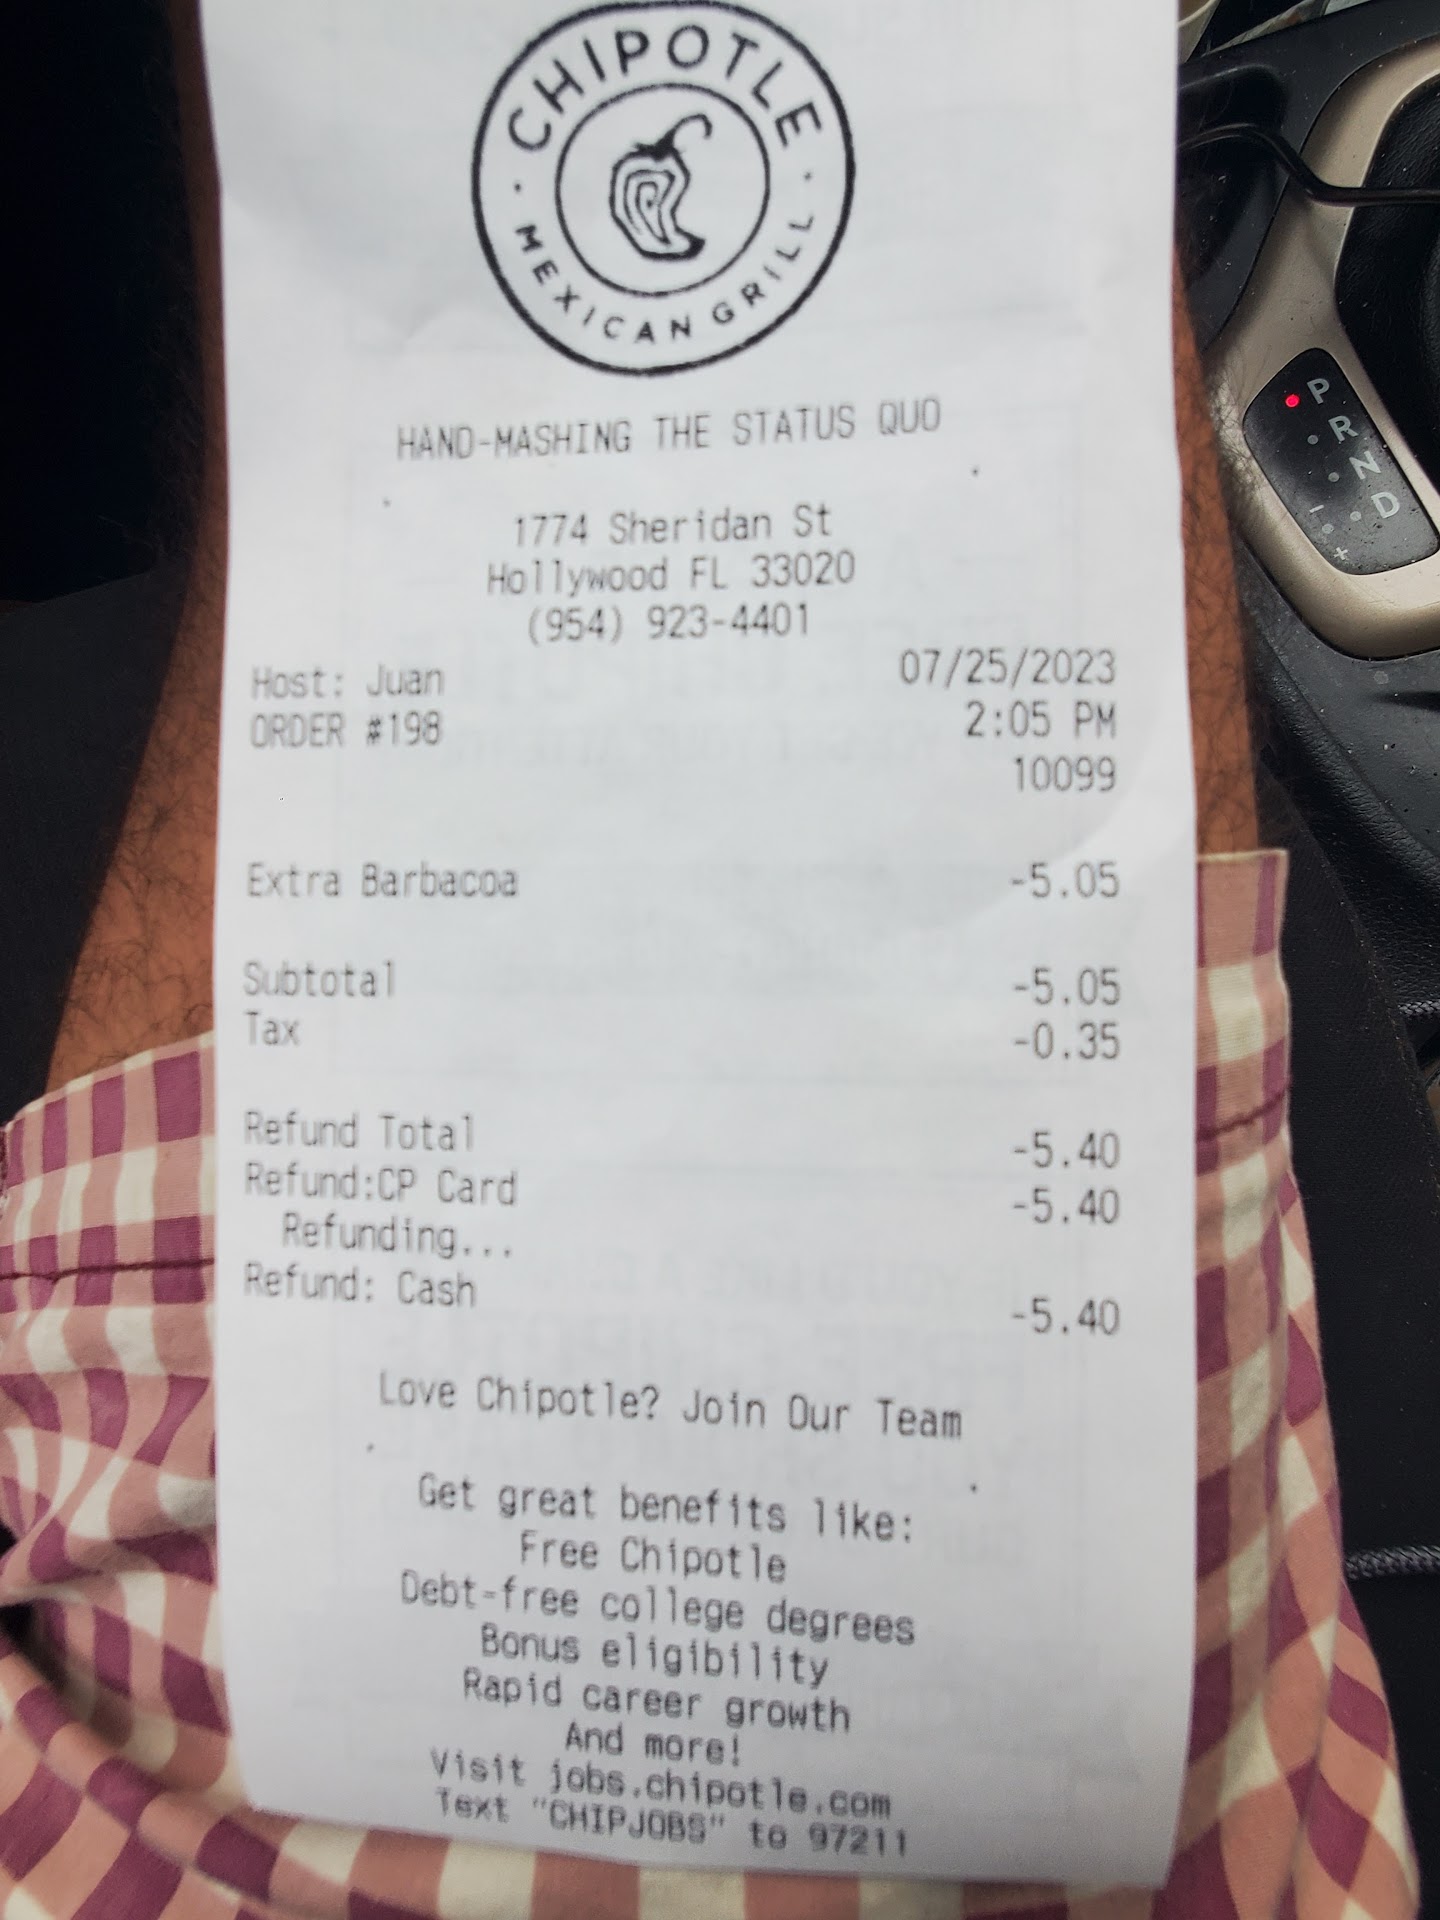 CHIPOTLE
MEXICAN GRILL
HAND-MASHING THE STATUS QUO
1774 Sheridan St
Hollywood FL 33020
(954) 923-4401
Host: Juan 07/25/2023
ORDER #198 2:05 PM
10099
Extra Barbacoa -5.05
Subtotal -5.05
Tax -0.35
Refund Total -5.40
Refund:CP Card -5.40
Refunding...
Refund: Cash -5.40
Love Chipotle? Join Our Team
Get great benefits like:
Free Chipotle
Debt-free college degrees
Bonus eligibility
Rapid career growth
And more!
Visit jobs.chipotle.com
Text "CHIPJOBS" to 97211
P
R
N
D
-
+